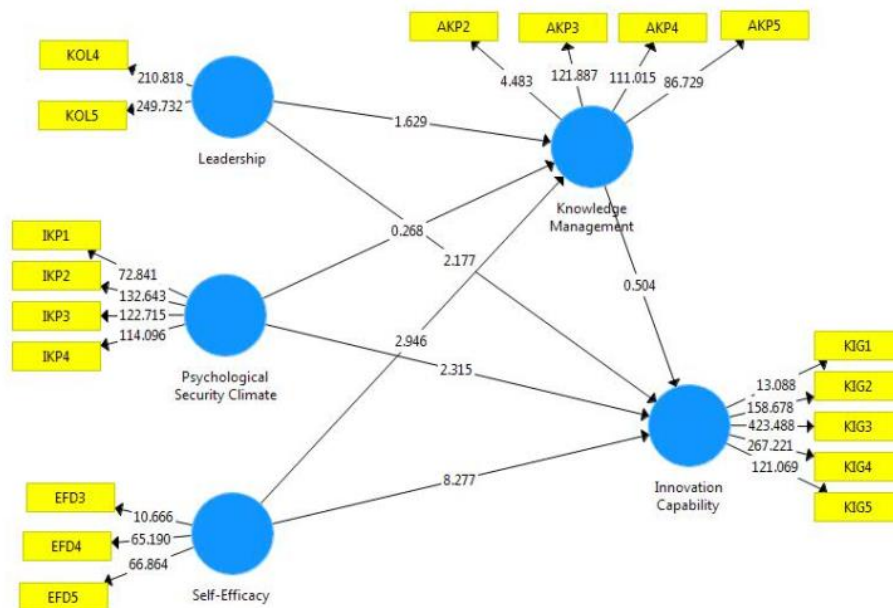 AKP2
AKP3
AKP4
AKP5
KOL4
KOL5
210.818
249.732
4.483
121.887
111.015
86.729
Leadership
1.629
Knowledge
Management
IKP1
IKP2
IKP3
IKP4
72.841
132.643
122.715
114.096
0.268
2.177
0.504
Psychological
Security Climate
2.946
2.315
KIG1
KIG2
KIG3
KIG4
KIG5
13.088
158.678
423.488
267.221
121.069
Innovation
Capability
EFD3
EFD4
EFD5
10.666
65.190
66.864
8.277
Self-Efficacy